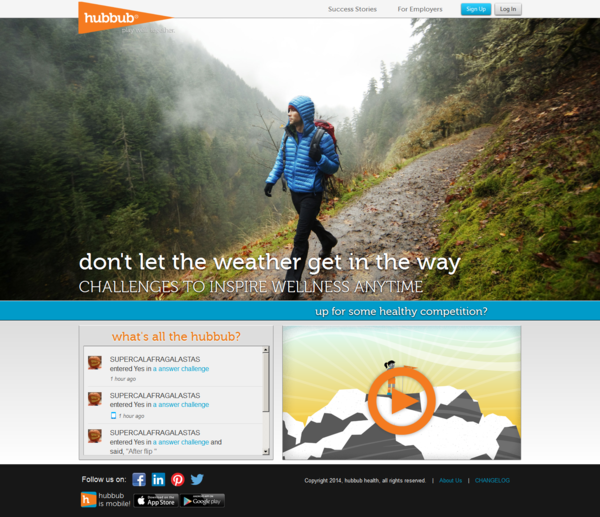 hubbub®
Success Stories
For Employers
Sign Up
Log In
don't let the weather get in the way
CHALLENGES TO INSPIRE WELLNESS ANYTIME
up for some healthy competition?
what's all the hubbub?
SUPERCALAFRAGALASTAS
entered Yes in a answer challenge
1 hour ago
SUPERCALAFRAGALASTAS
entered Yes in a answer challenge
1 hour ago
SUPERCALAFRAGALASTAS
entered Yes in a answer challenge and
said, "After flip "
Follow us on:
Copyright 2014, hubbub health, all rights reserved. | About Us | CHANGELOG
hubbub
is mobile!
App Store
Google play